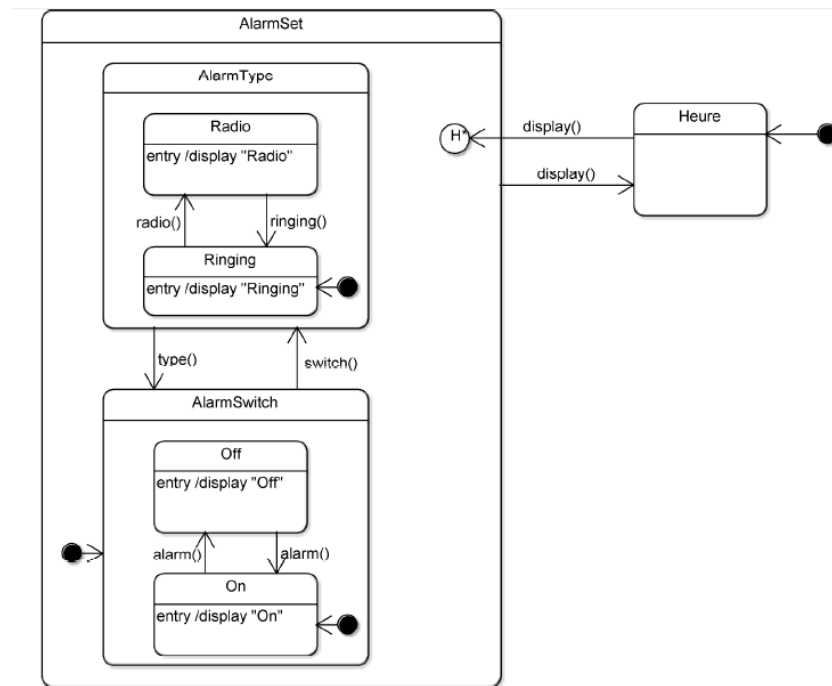 AlarmSet
AlarmType
Radio
entry /display "Radio"
radio()
ringing()
Ringing
entry /display "Ringing"
type()
switch()
AlarmSwitch
Off
entry /display "Off"
alarm()
alarm()
On
entry /display "On"
H*
display()
display()
Heure